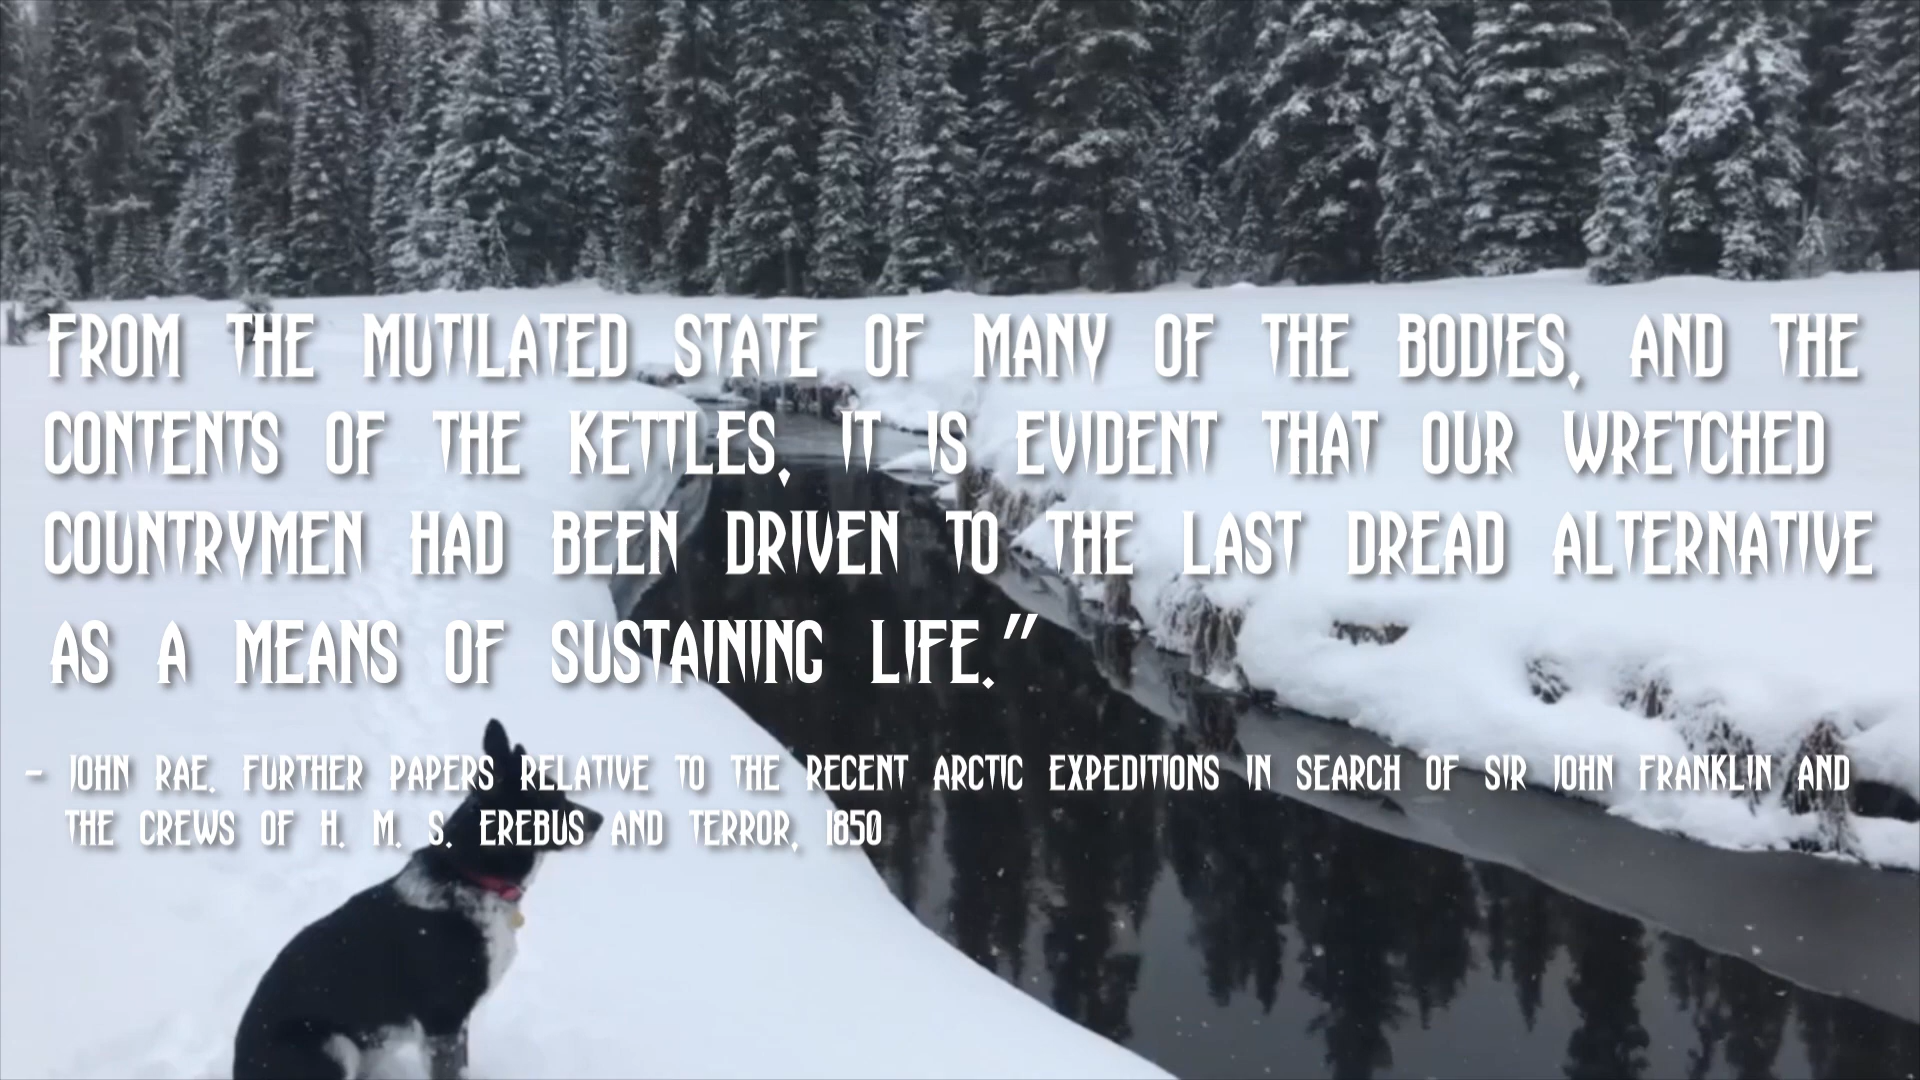 FROM THE MUTILATED STATE OF MANY OF THE BODIES, AND THE
CONTENTS OF THE KETTLES, IT IS EVIDENT THAT OUR WRETCHED
COUNTRYMEN HAD BEEN DRIVEN TO THE LAST DREAD ALTERNATIVE
AS A MEANS OF SUSTAINING LIFE."
- JOHN RAE. FURTHER PAPERS RELATIVE TO THE RECENT ARCTIC EXPEDITIONS IN SEARCH OF SIR JOHN FRANKLIN AND
THE CREWS OF H. M. S. EREBUS AND TERROR, 1850